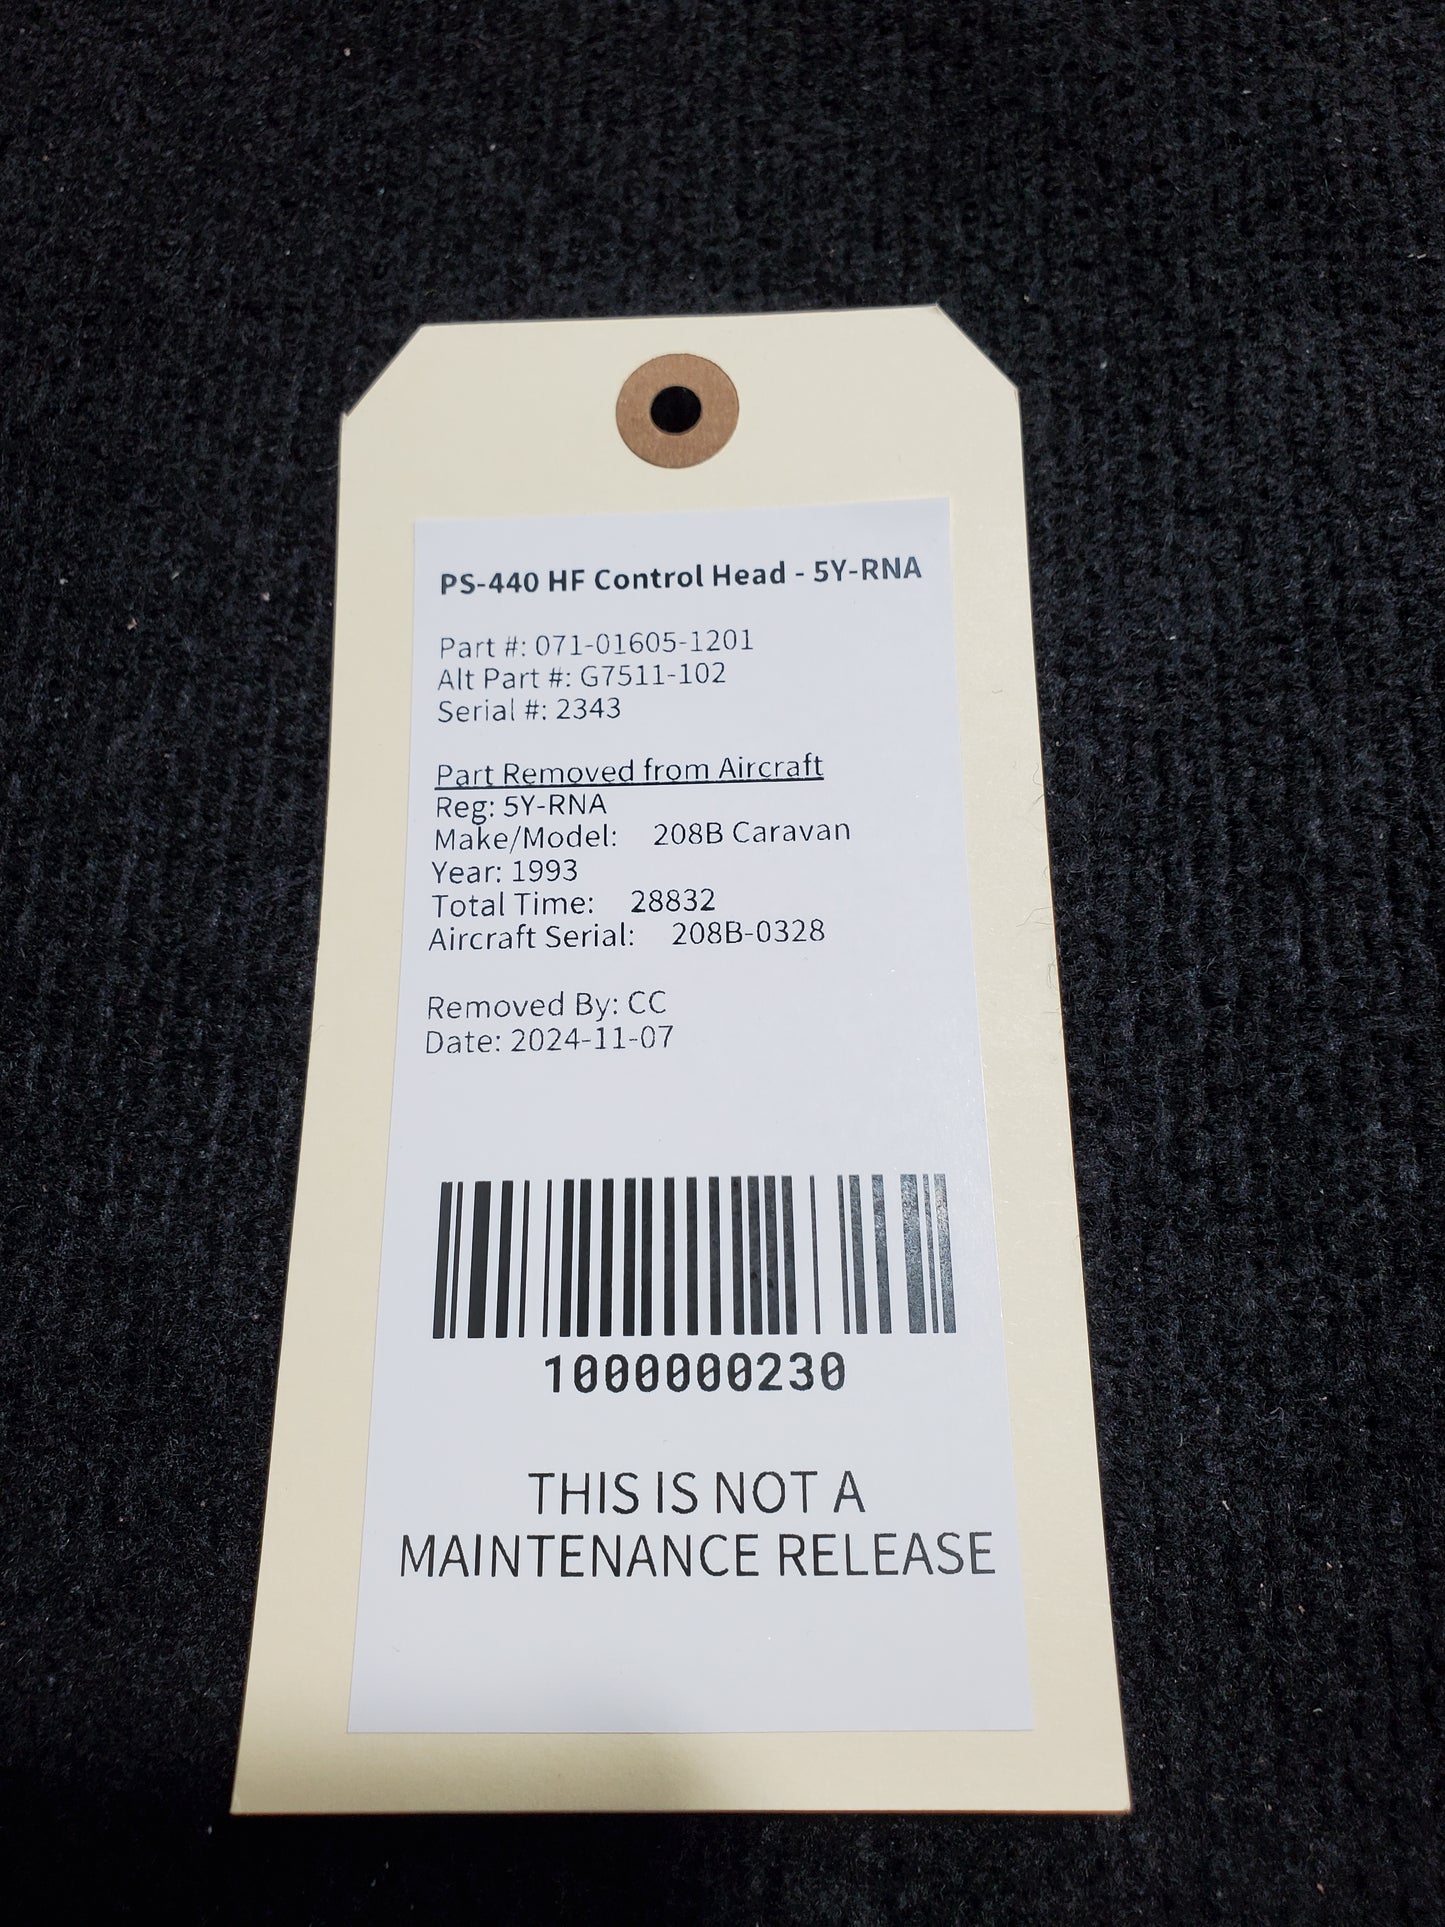 PS-440 HF Control Head - 5Y-RNA
Part #: 071-01605-1201
Alt Part #: G7511-102
Serial #: 2343
Part Removed from Aircraft
Reg: 5Y-RNA
Make/Model: 208B Caravan
Year: 1993
Total Time: 28832
Aircraft Serial: 208B-0328
Removed By: CC
Date: 2024-11-07
1000000230
THIS IS NOT A
MAINTENANCE RELEASE